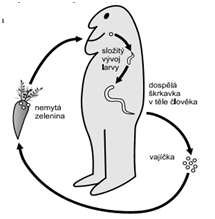 složitý
vývoj
larvy
dospělá
škrkavka
v těle člověka
nemytá
zelenina
vajíčka